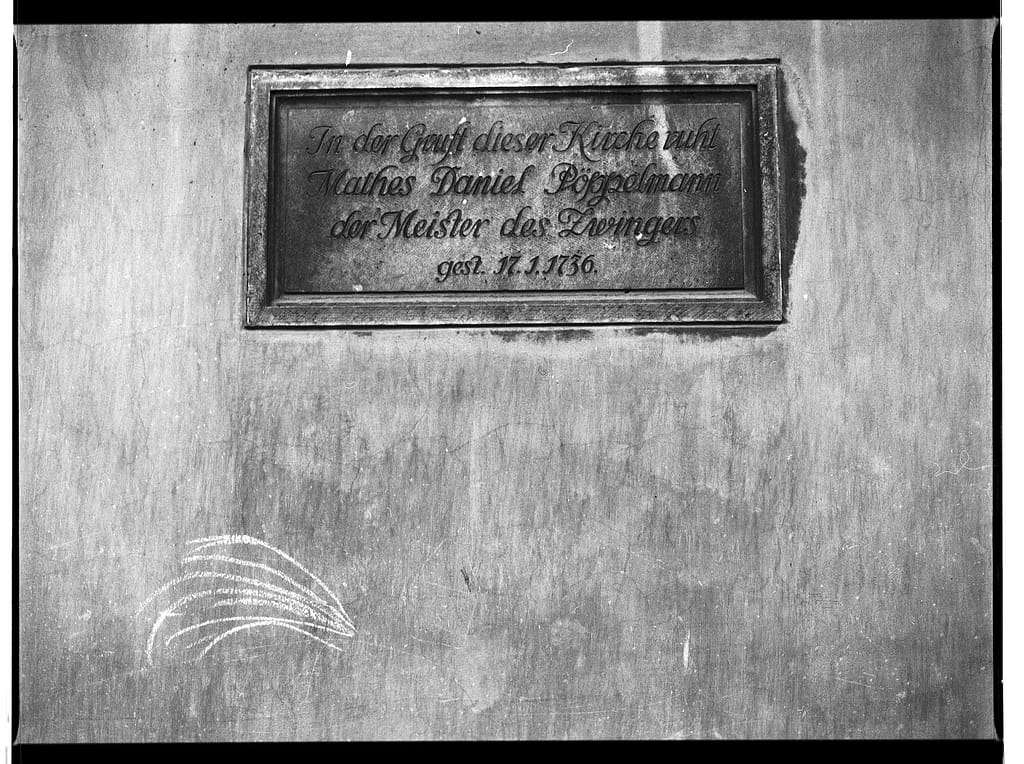 In der Gruft dieser Kirche ruht
Mathes Daniel Pöppelmann
der Meister des Zwingers
gest. 17.1.1736.